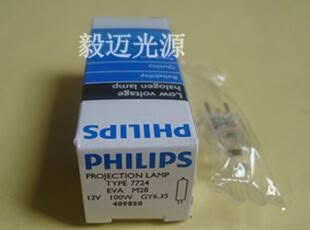 毅迈光源
Quality
Reliability
Low voltage
halogen lamp
PHILIPS
PHILIPS
PROJECTION LAMP
TYPE 7724
EVA M28
12V 100W GY6.35
409850